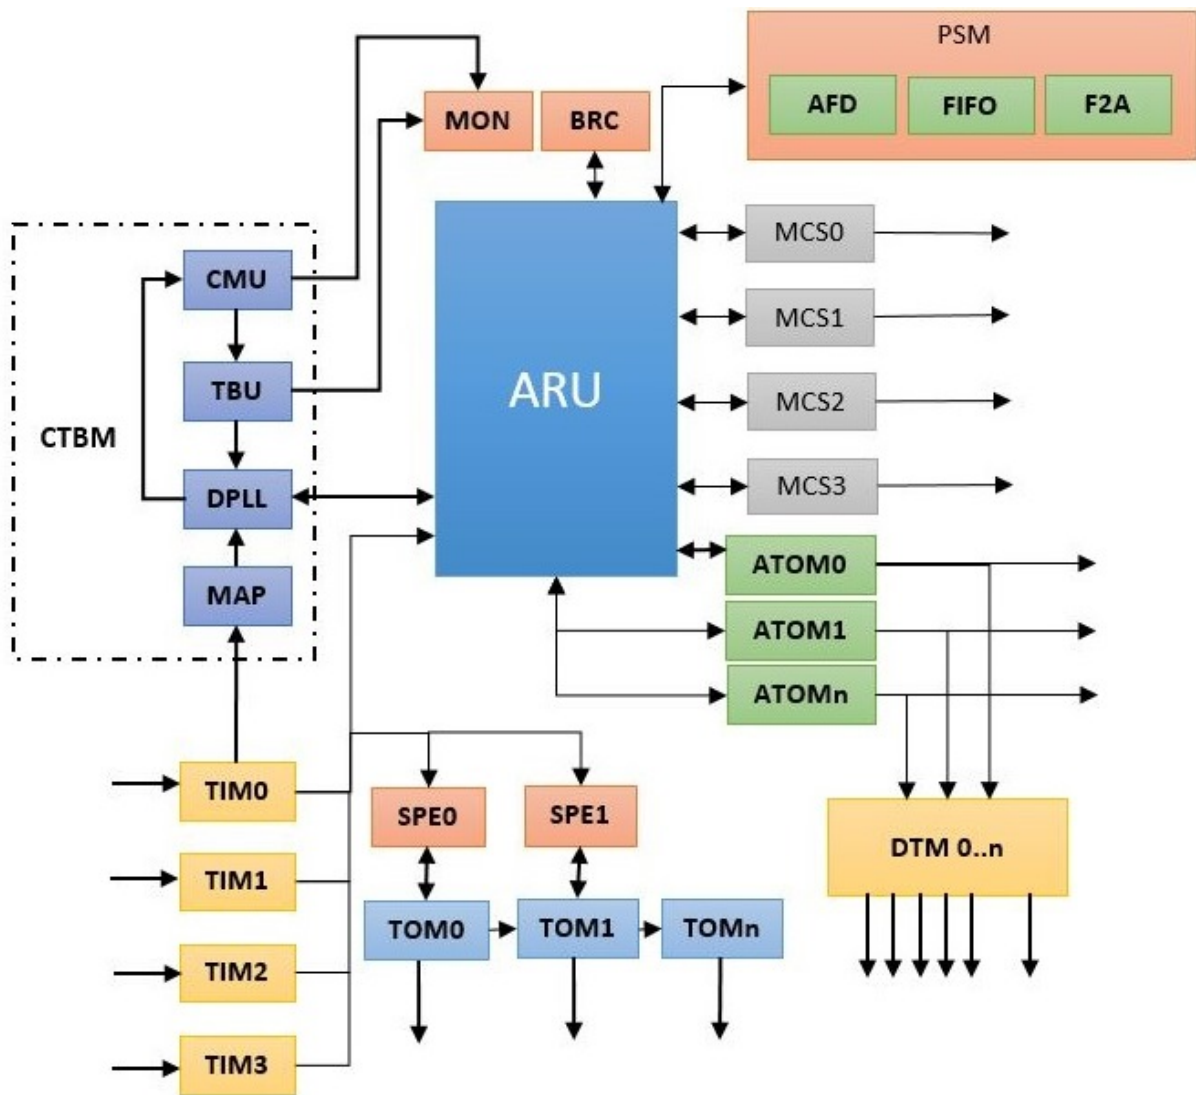 PSM
AFD
FIFO
F2A
MON
BRC
MCS0
CMU
MCS1
TBU
ARU
MCS2
CTBM
DPLL
MCS3
MAP
ATOM0
ATOM1
ATOMn
TIM0
SPE0
SPE1
DTM 0..n
TIM1
TOM0
TOM1
TOMn
TIM2
TIM3